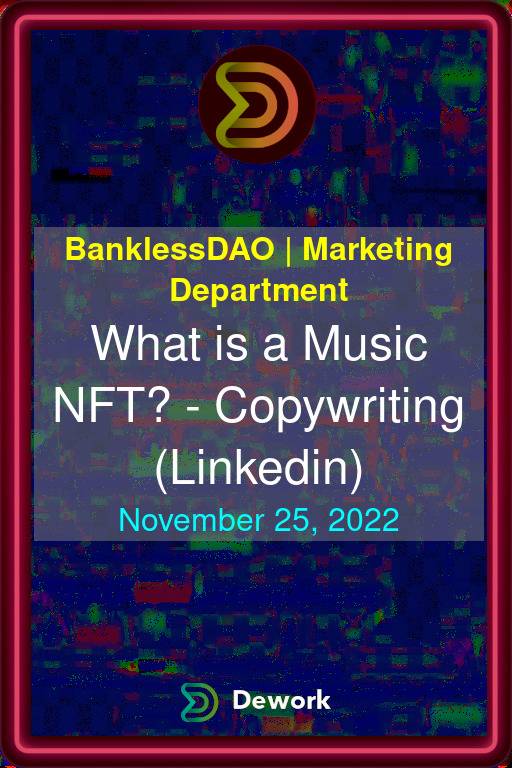 BanklessDAO | Marketing
Department
What is a Music
NFT? - Copywriting
(Linkedin)
November 25, 2022
Dework